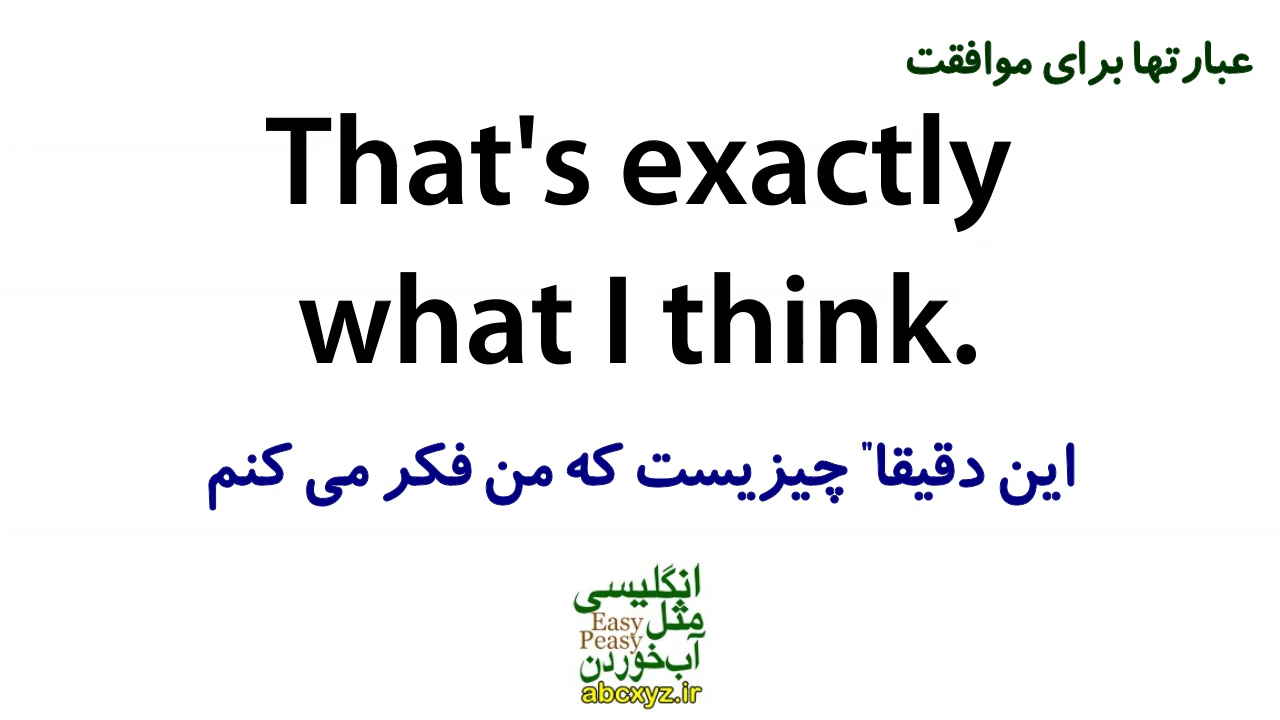 عبارتها برای موافقت
That's exactly
what I think.
این دقیقا" چیزیست که من فکر می کنم
انگلیسی
مثل Easy
Peasy
آب خوردن
abcxyz.ir